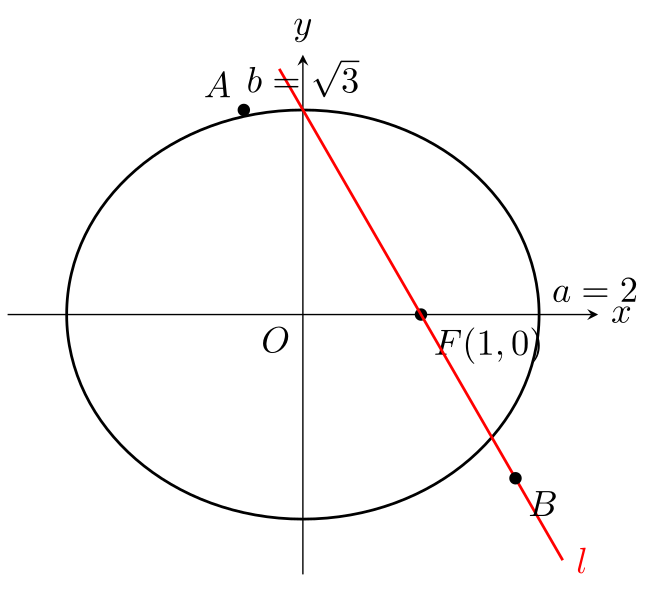 y
A
b = √3
a = 2
x
O
F(1, 0)
B
l